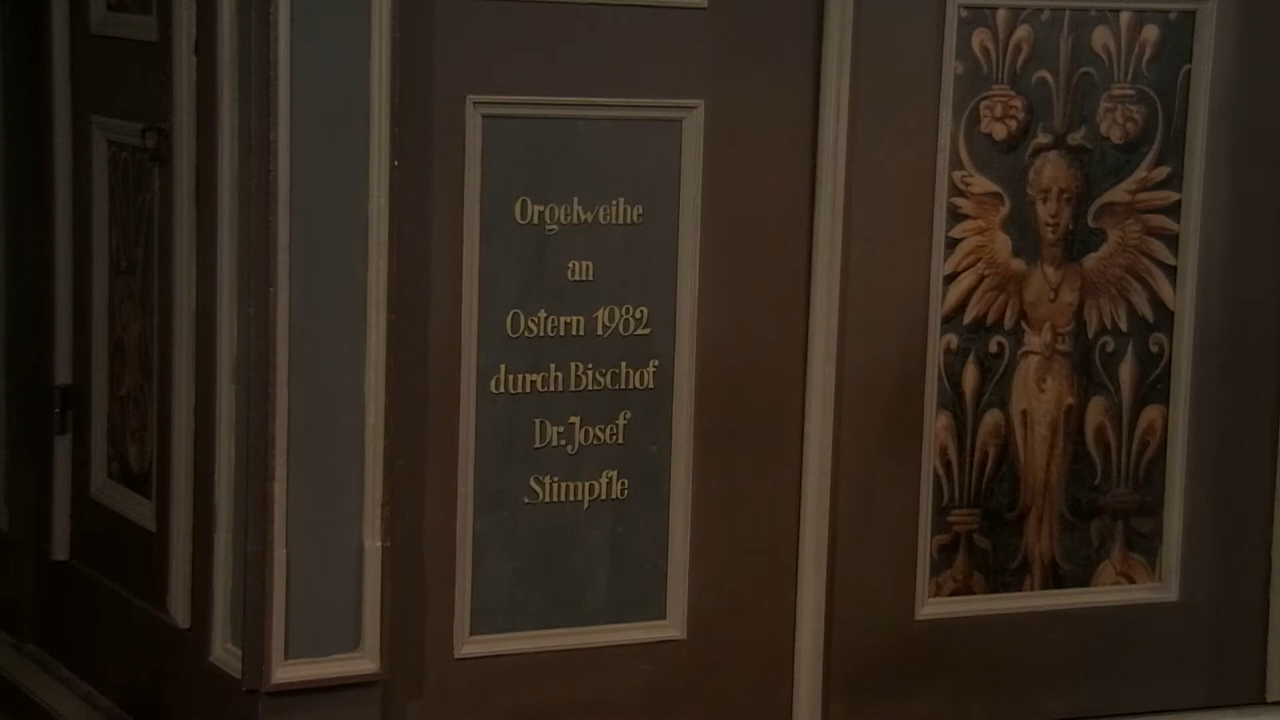 Orgelweihe
an
Ostern 1982
durch Bischof
Dr. Josef
Stimpfle